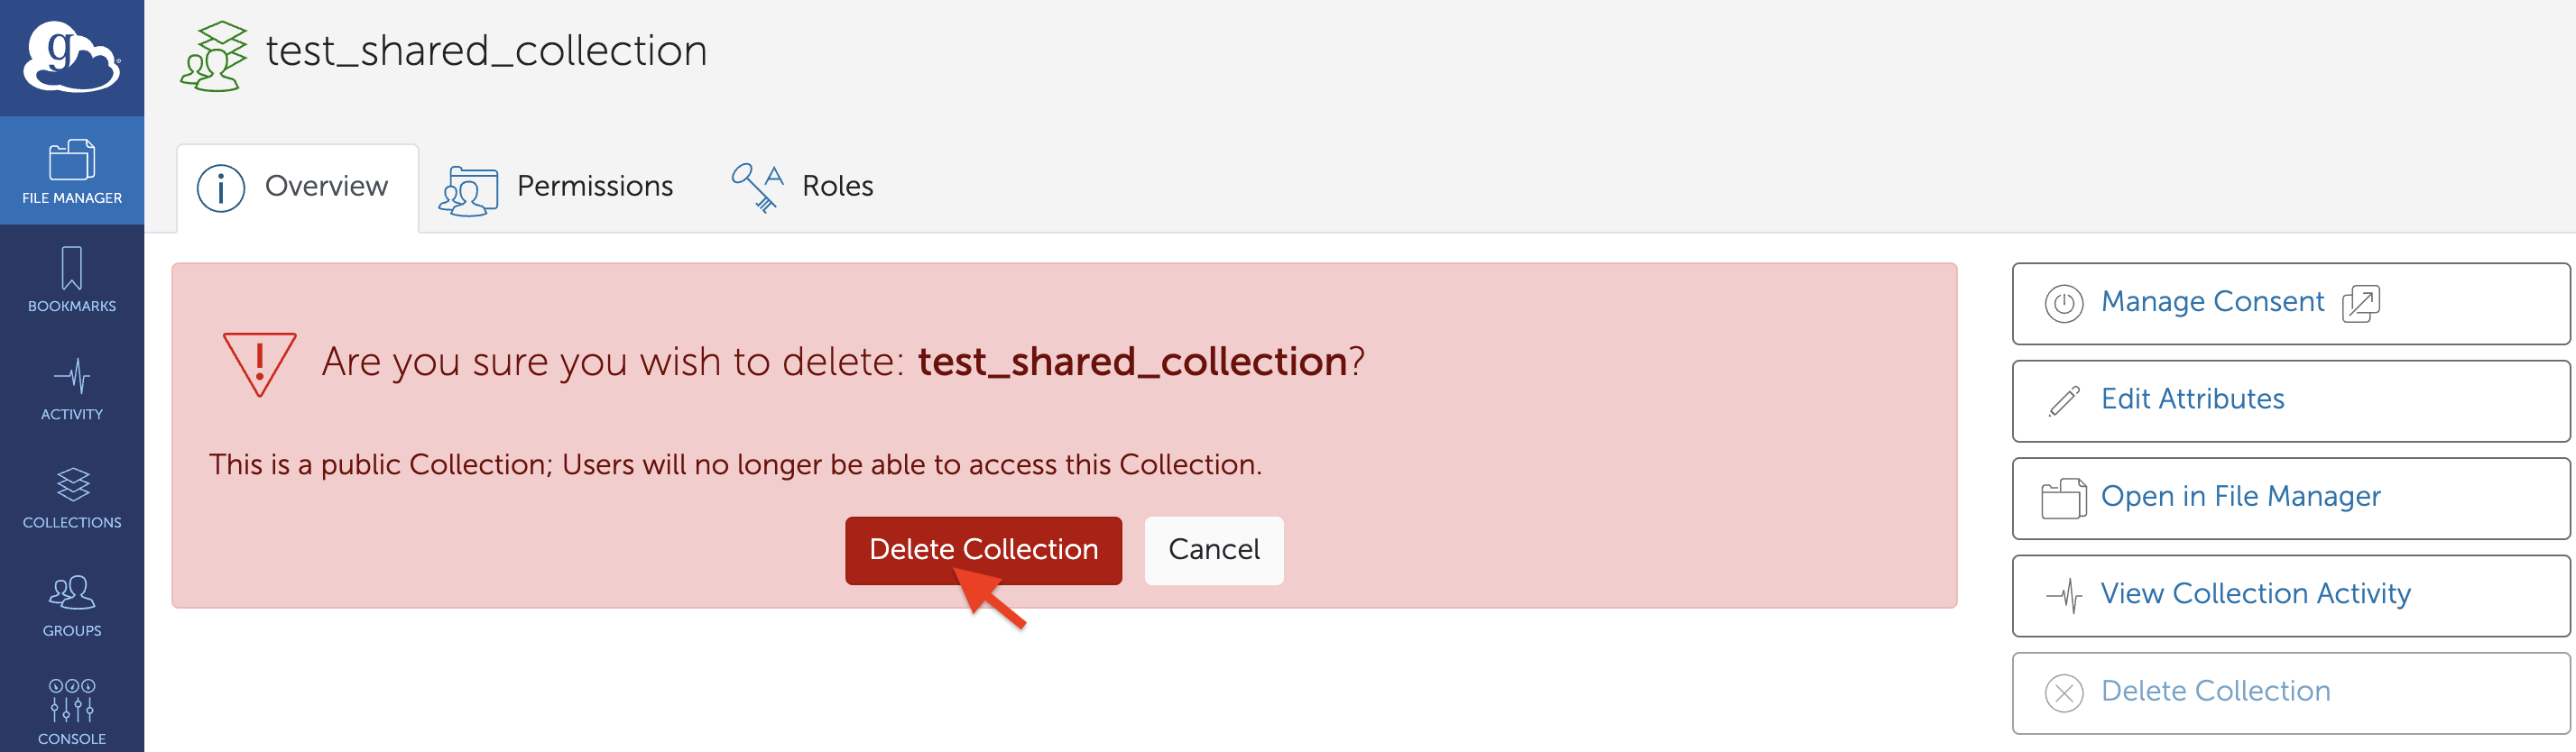 g
test_shared_collection
FILE MANAGER
BOOKMARKS
ACTIVITY
COLLECTIONS
GROUPS
CONSOLE
Overview
Permissions
Roles
Are you sure you wish to delete: test_shared_collection?
This is a public Collection; Users will no longer be able to access this Collection.
Delete Collection
Cancel
Manage Consent
Edit Attributes
Open in File Manager
View Collection Activity
Delete Collection